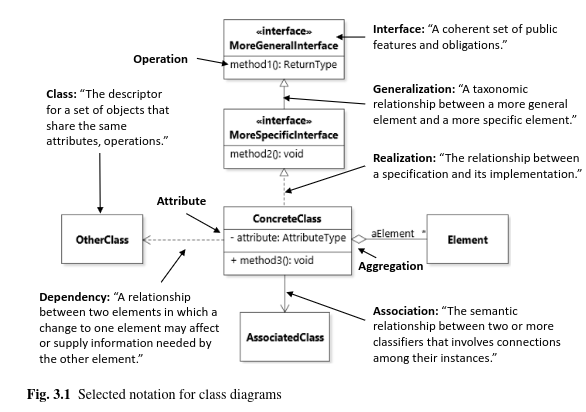 «interface»
MoreGeneralInterface
method1(): ReturnType
Interface: “A coherent set of public
features and obligations.”
Operation
Class: “The descriptor
for a set of objects that
share the same
attributes, operations.”
Generalization: “A taxonomic
relationship between a more general
element and a more specific element.”
«interface»
MoreSpecificInterface
method2(): void
Realization: “The relationship between
a specification and its implementation.”
Attribute
OtherClass
ConcreteClass
- attribute: AttributeType
+ method3(): void
aElement *
Element
Aggregation
Dependency: “A relationship
between two elements in which a
change to one element may affect
or supply information needed by
the other element.”
AssociatedClass
Association: “The semantic
relationship between two or more
classifiers that involves connections
among their instances.”
Fig. 3.1 Selected notation for class diagrams